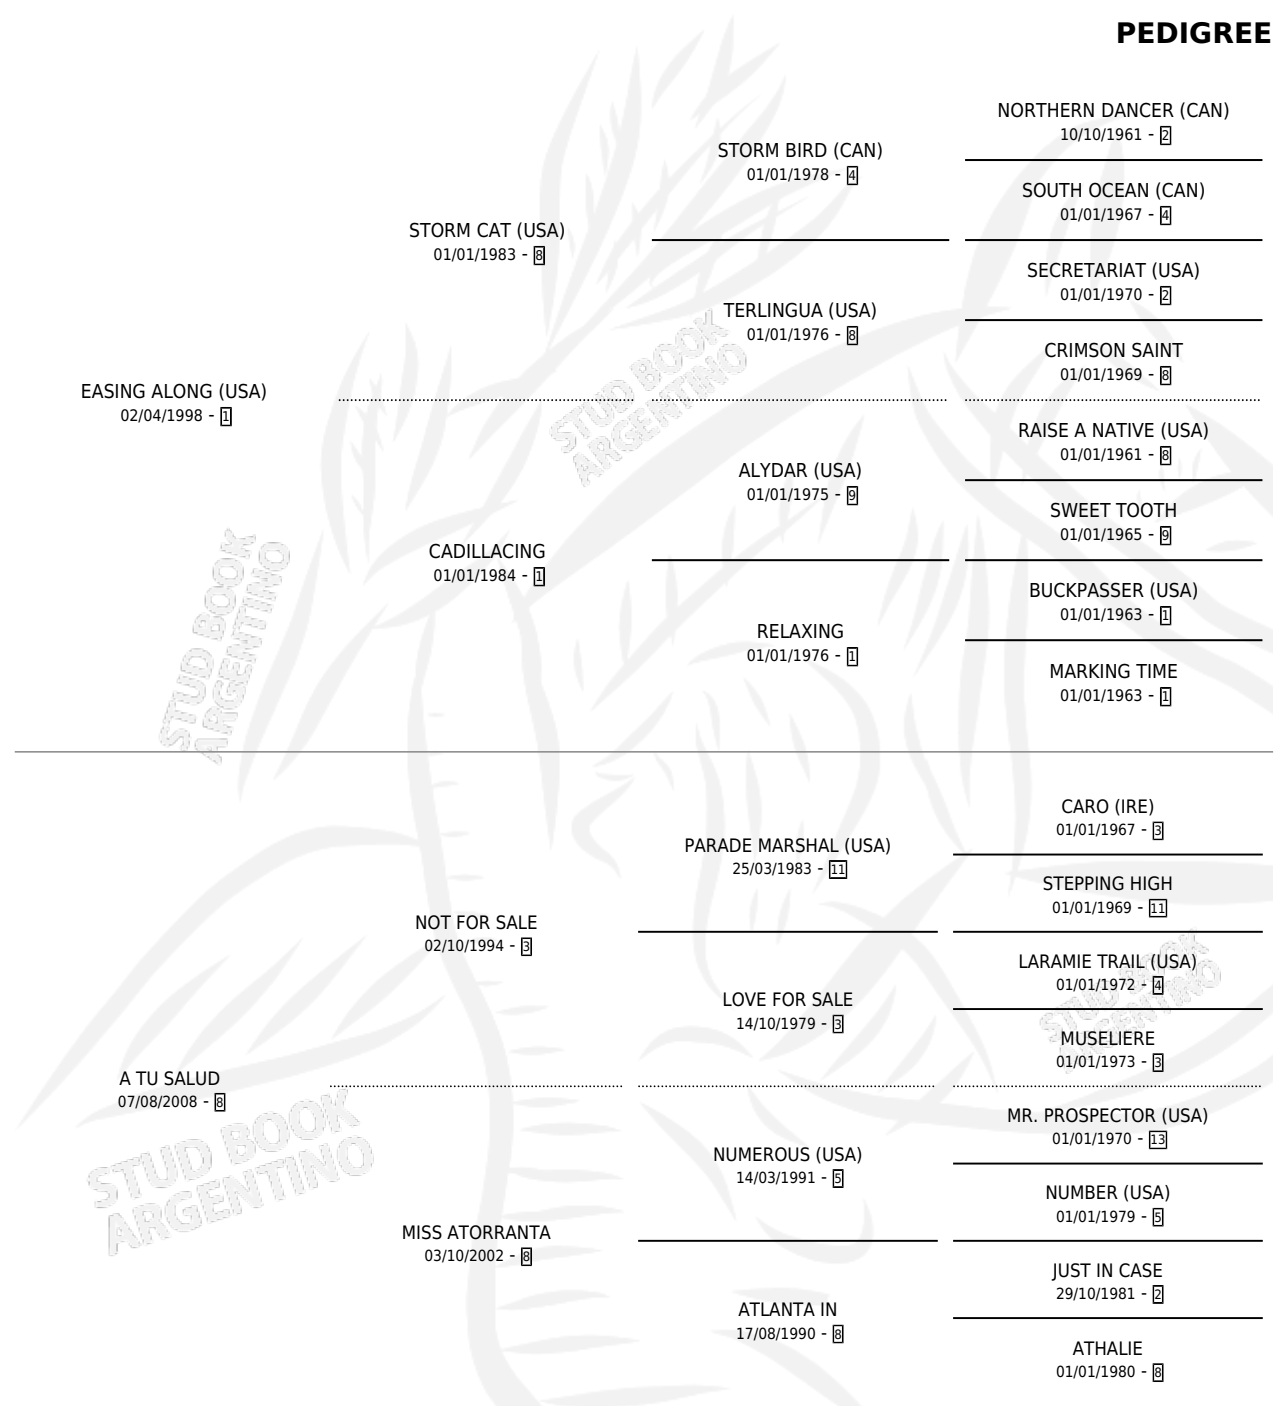 PEDIGREE
NORTHERN DANCER (CAN)
10/10/1961 - 2
STORM BIRD (CAN)
01/01/1978 - 4
SOUTH OCEAN (CAN)
01/01/1967 - 4
STORM CAT (USA)
01/01/1983 - 8
SECRETARIAT (USA)
01/01/1970 - 2
TERLINGUA (USA)
01/01/1976 - 8
CRIMSON SAINT
01/01/1969 - 8
EASING ALONG (USA)
02/04/1998 - 1
RAISE A NATIVE (USA)
01/01/1961 - 8
ALYDAR (USA)
01/01/1975 - 9
SWEET TOOTH
01/01/1965 - 9
CADILLACING
01/01/1984 - 1
BUCKPASSER (USA)
01/01/1963 - 1
RELAXING
01/01/1976 - 1
MARKING TIME
01/01/1963 - 1
CARO (IRE)
01/01/1967 - 3
PARADE MARSHAL (USA)
25/03/1983 - 11
STEPPING HIGH
01/01/1969 - 11
NOT FOR SALE
02/10/1994 - 3
LARAMIE TRAIL (USA)
01/01/1972 - 4
LOVE FOR SALE
14/10/1979 - 3
MUSELIERE
01/01/1973 - 3
A TU SALUD
07/08/2008 - 8
MR. PROSPECTOR (USA)
01/01/1970 - 13
NUMEROUS (USA)
14/03/1991 - 5
NUMBER (USA)
01/01/1979 - 5
MISS ATORRANTA
03/10/2002 - 8
JUST IN CASE
29/10/1981 - 2
ATLANTA IN
17/08/1990 - 8
ATHALIE
01/01/1980 - 8
STUD BOOK
ARGENTINO
STUD BOOK
ARGENTINO
STUD BOOK
ARGENTINO
STUD BOOK
ARGENTINO